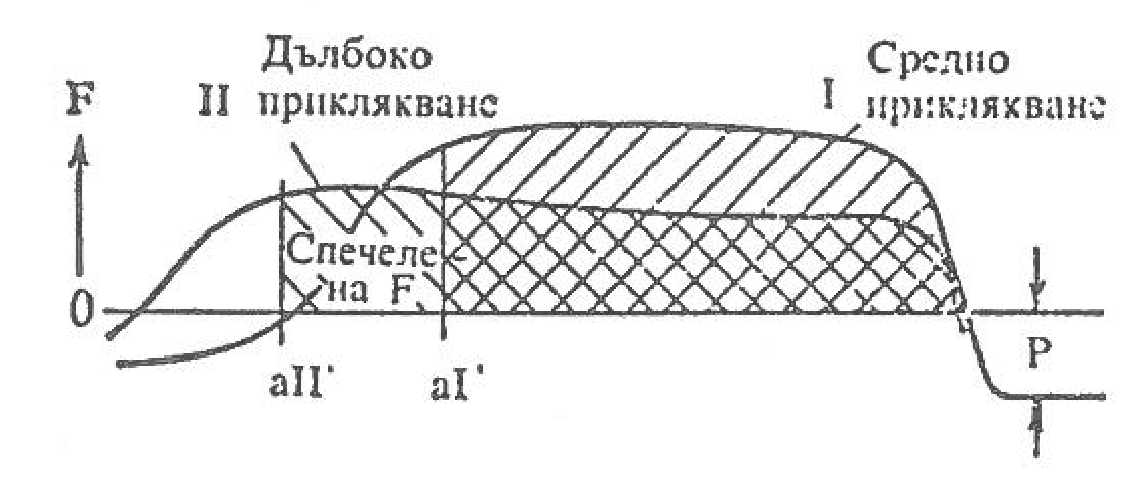 Дълбоко
II приклякване
Средно
I приклякване
F
Спечеле-
на F
0
aII'
aI'
P